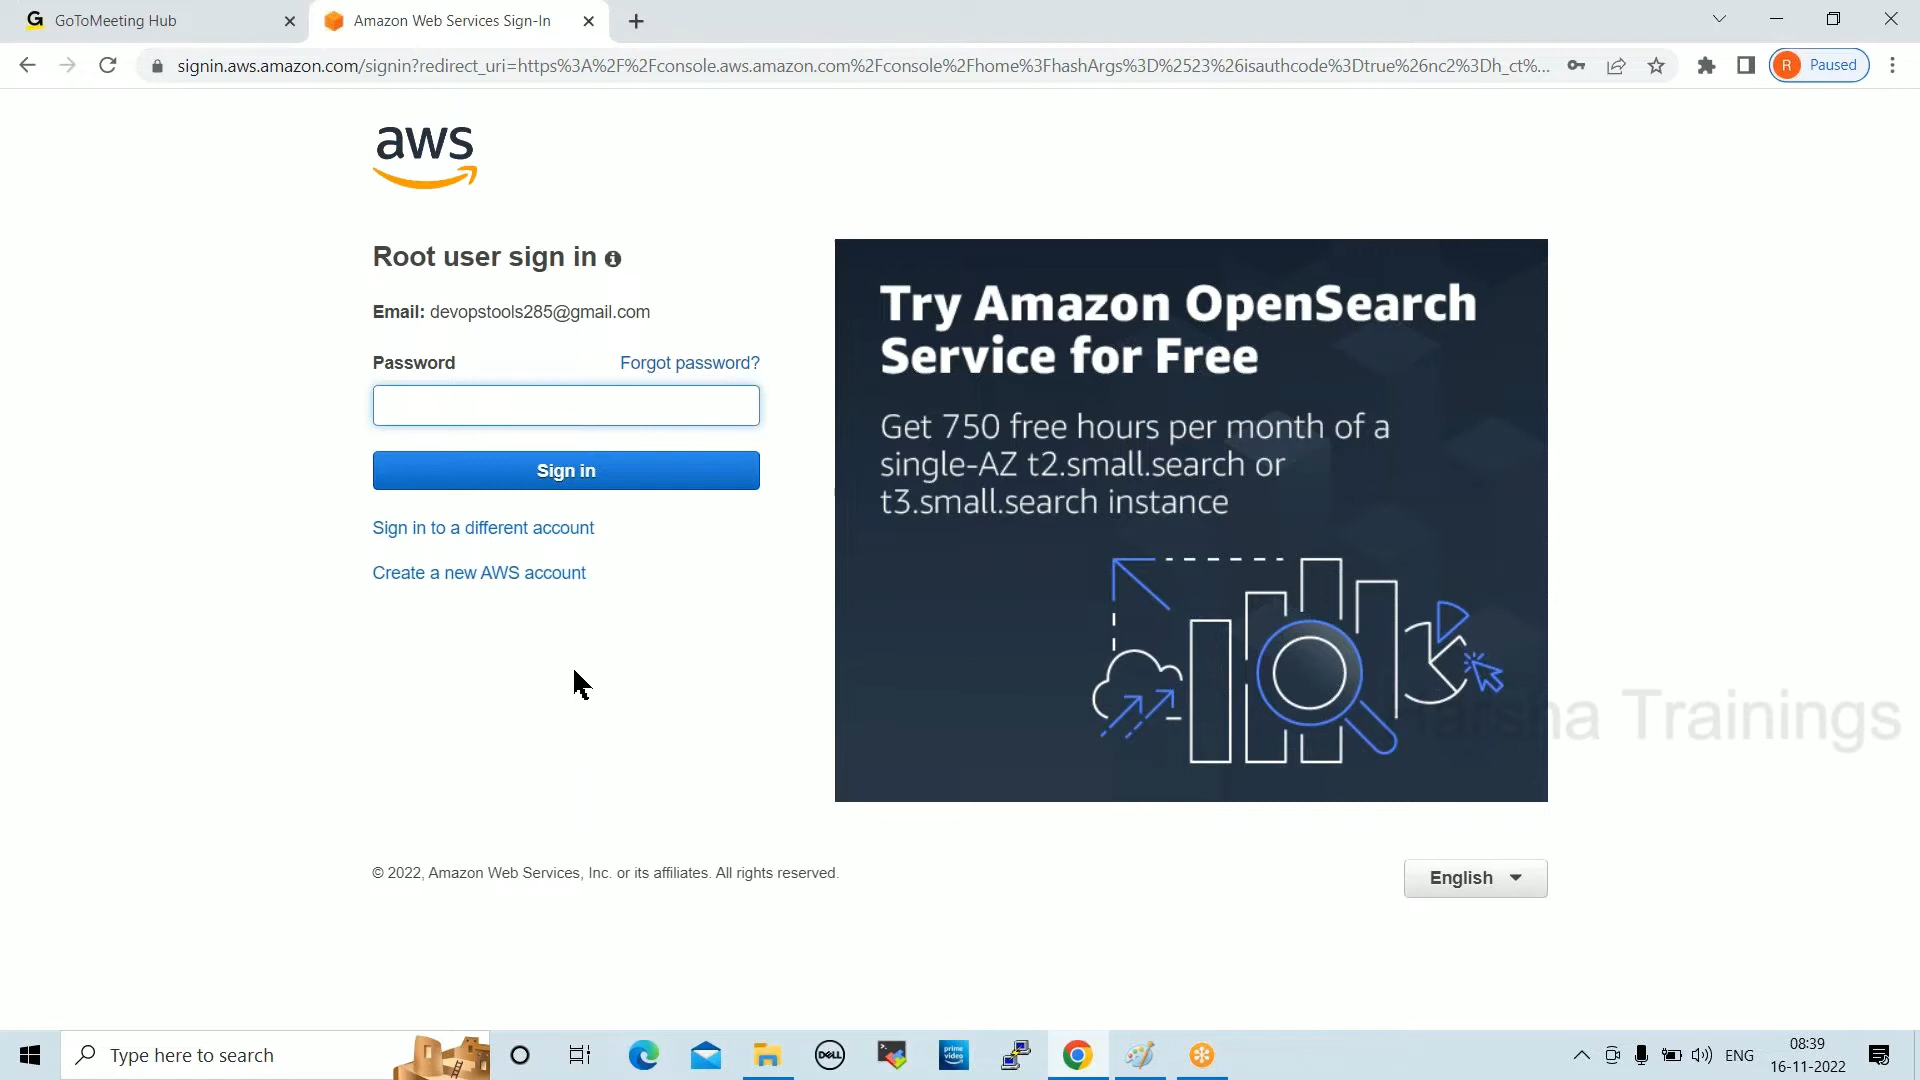 GoToMeeting Hub
Amazon Web Services Sign-In
signin.aws.amazon.com/signin?redirect_uri=https%3A%2F%2Fconsole.aws.amazon.com%2Fconsole%2Fhome%3FhashArgs%3D%2523%26isauthcode%3Dtrue%26nc2%3Dh_ct%...
R Paused
aws
Root user sign in
Email: devopstools285@gmail.com
Password
Forgot password?
Sign in
Sign in to a different account
Create a new AWS account
Try Amazon OpenSearch
Service for Free
Get 750 free hours per month of a
single-AZ t2.small.search or
t3.small.search instance
Trainings
© 2022, Amazon Web Services, Inc. or its affiliates. All rights reserved.
English
Type here to search
DELL
prime video
ENG
08:39
16-11-2022